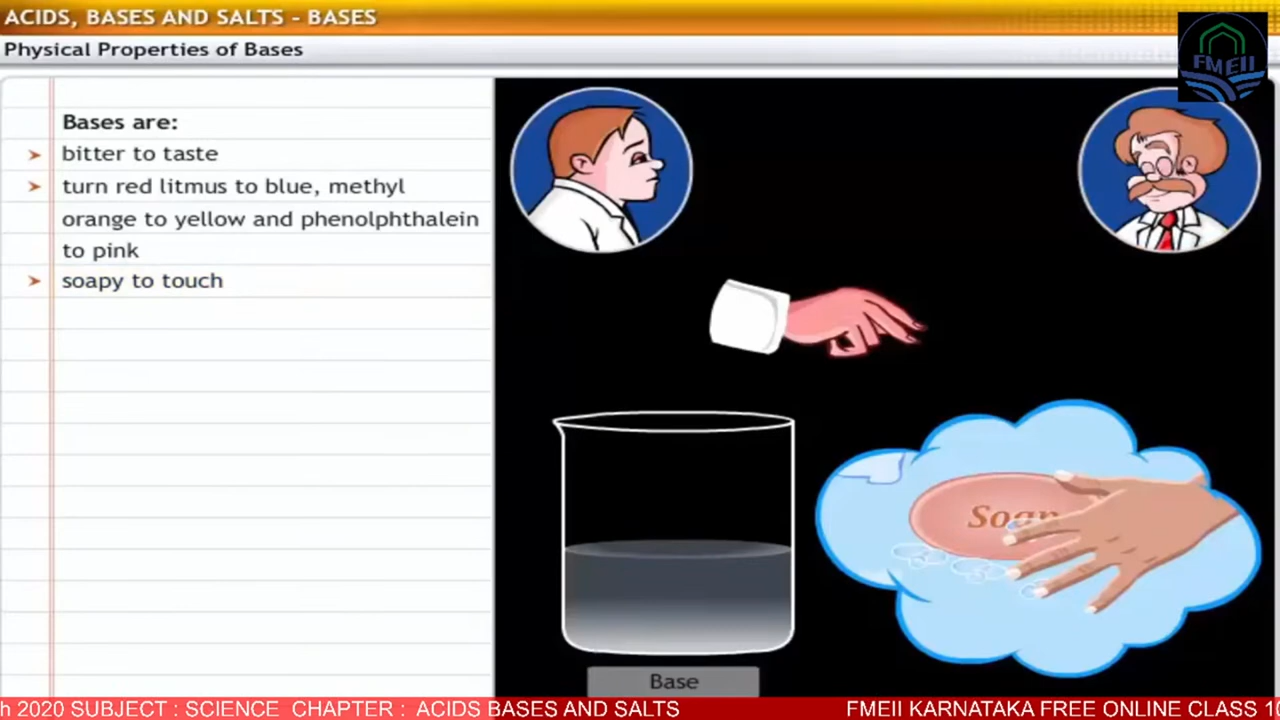 ACIDS, BASES AND SALTS - BASES
Physical Properties of Bases
FMEII
Bases are:
bitter to taste
turn red litmus to blue, methyl
orange to yellow and phenolphthalein
to pink
soapy to touch
Soap
Base
h 2020 SUBJECT : SCIENCE CHAPTER : ACIDS BASES AND SALTS FMEII KARNATAKA FREE ONLINE CLASS 10